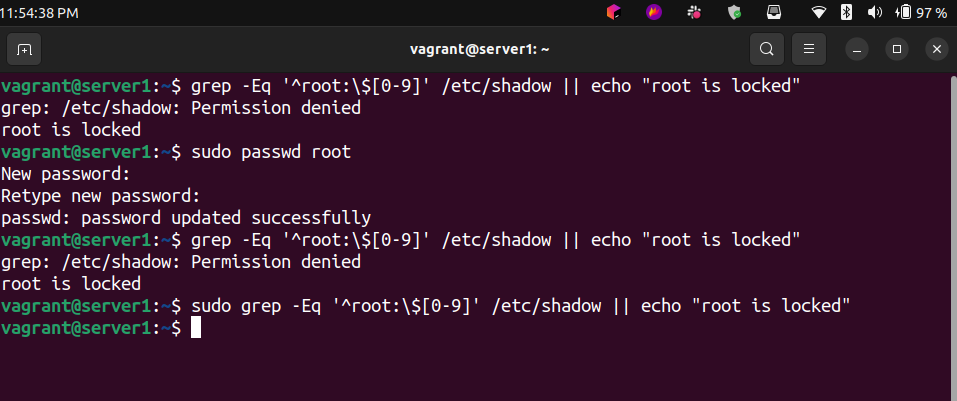 11:54:38 PM
97 %
vagrant@server1: ~
vagrant@server1:~$ grep -Eq '^root:\$[0-9]' /etc/shadow || echo "root is locked"
grep: /etc/shadow: Permission denied
root is locked
vagrant@server1:~$ sudo passwd root
New password:
Retype new password:
passwd: password updated successfully
vagrant@server1:~$ grep -Eq '^root:\$[0-9]' /etc/shadow || echo "root is locked"
grep: /etc/shadow: Permission denied
root is locked
vagrant@server1:~$ sudo grep -Eq '^root:\$[0-9]' /etc/shadow || echo "root is locked"
vagrant@server1:~$